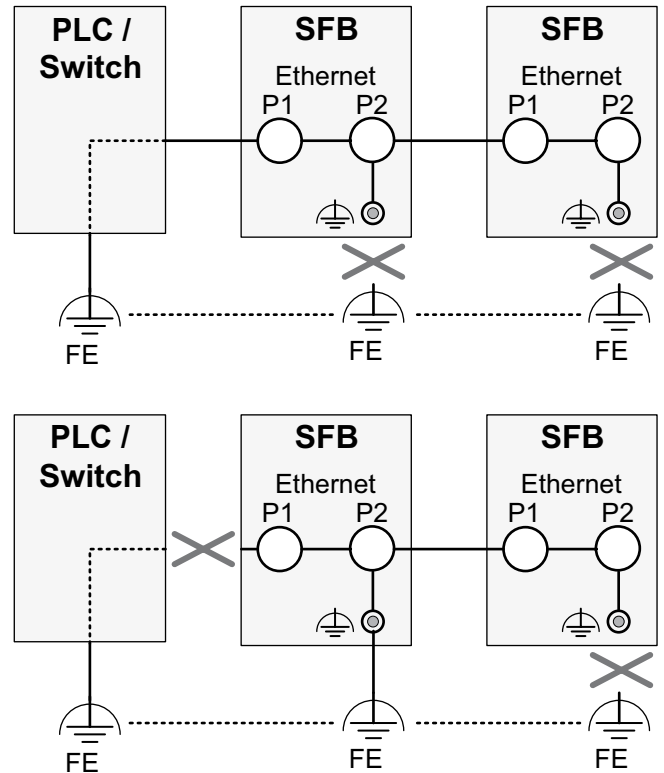 PLC /
Switch
SFB
Ethernet
P1 P2
SFB
Ethernet
P1 P2
FE
FE
FE
PLC /
Switch
SFB
Ethernet
P1 P2
SFB
Ethernet
P1 P2
FE
FE
FE